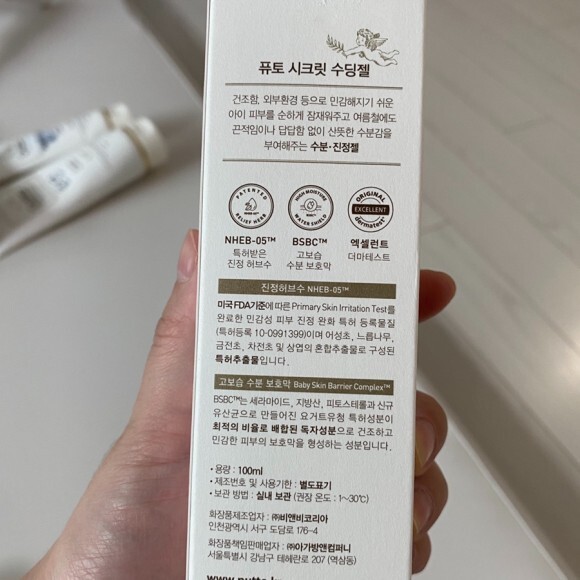 퓨토 시크릿 수딩젤
건조함, 외부환경 등으로 민감해지기 쉬운
아이 피부를 순하게 잠재워주고 여름철에도
끈적임이나 답답함 없이 산뜻한 수분감을
부여해주는 수분·진정젤
PATENTED
RELIEF HERB
HIGH MOISTURE
WATER SHIELD
ORIGINAL
EXCELLENT
dermatest®
NHEB-05™
특허받은
진정 허브수
BSBC™
고보습
수분 보호막
엑설런트
더마테스트
진정허브수 NHEB-05™
미국 FDA기준에 따른 Primary Skin Irritation Test를
완료한 민감성 피부 진정 완화 특허 등록물질
(특허등록 10-0991399)이며 어성초, 느릅나무,
금전초, 차전초 및 상엽의 혼합추출물로 구성된
특허추출물입니다.
고보습 수분 보호막 Baby Skin Barrier Complex™
BSBC™는 세라마이드, 지방산, 피토스테롤과 신규
유산균으로 만들어진 요거트유청 특허성분이
최적의 비율로 배합된 독자성분으로 건조하고
민감한 피부의 보호막을 형성하는 성분입니다.
• 용량 : 100ml
• 제조번호 및 사용기한 : 별도표기
• 보관 방법 : 실내 보관 (권장 온도 : 1~30℃)
화장품제조업자 : ㈜비앤비코리아
인천광역시 서구 도담로 176-4
화장품책임판매업자 : ㈜아가방앤컴퍼니
서울특별시 강남구 테헤란로 207 (역삼동)